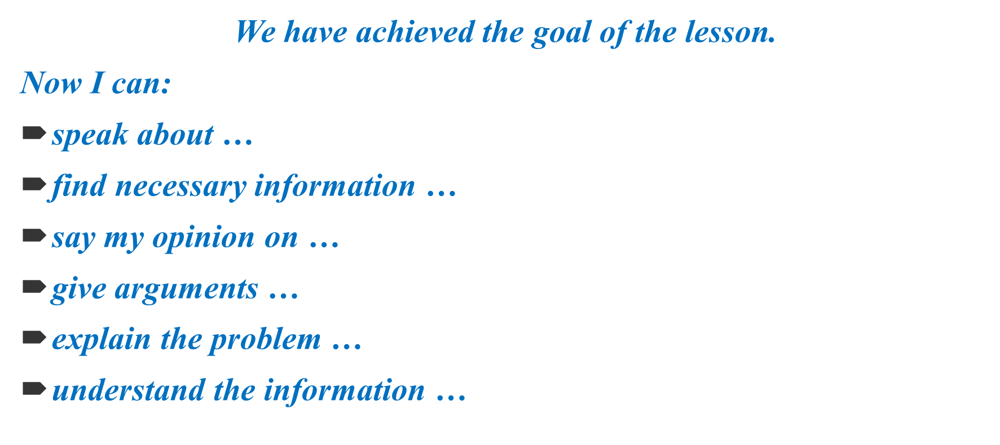 We have achieved the goal of the lesson.
Now I can:
speak about …
find necessary information …
say my opinion on …
give arguments …
explain the problem …
understand the information …